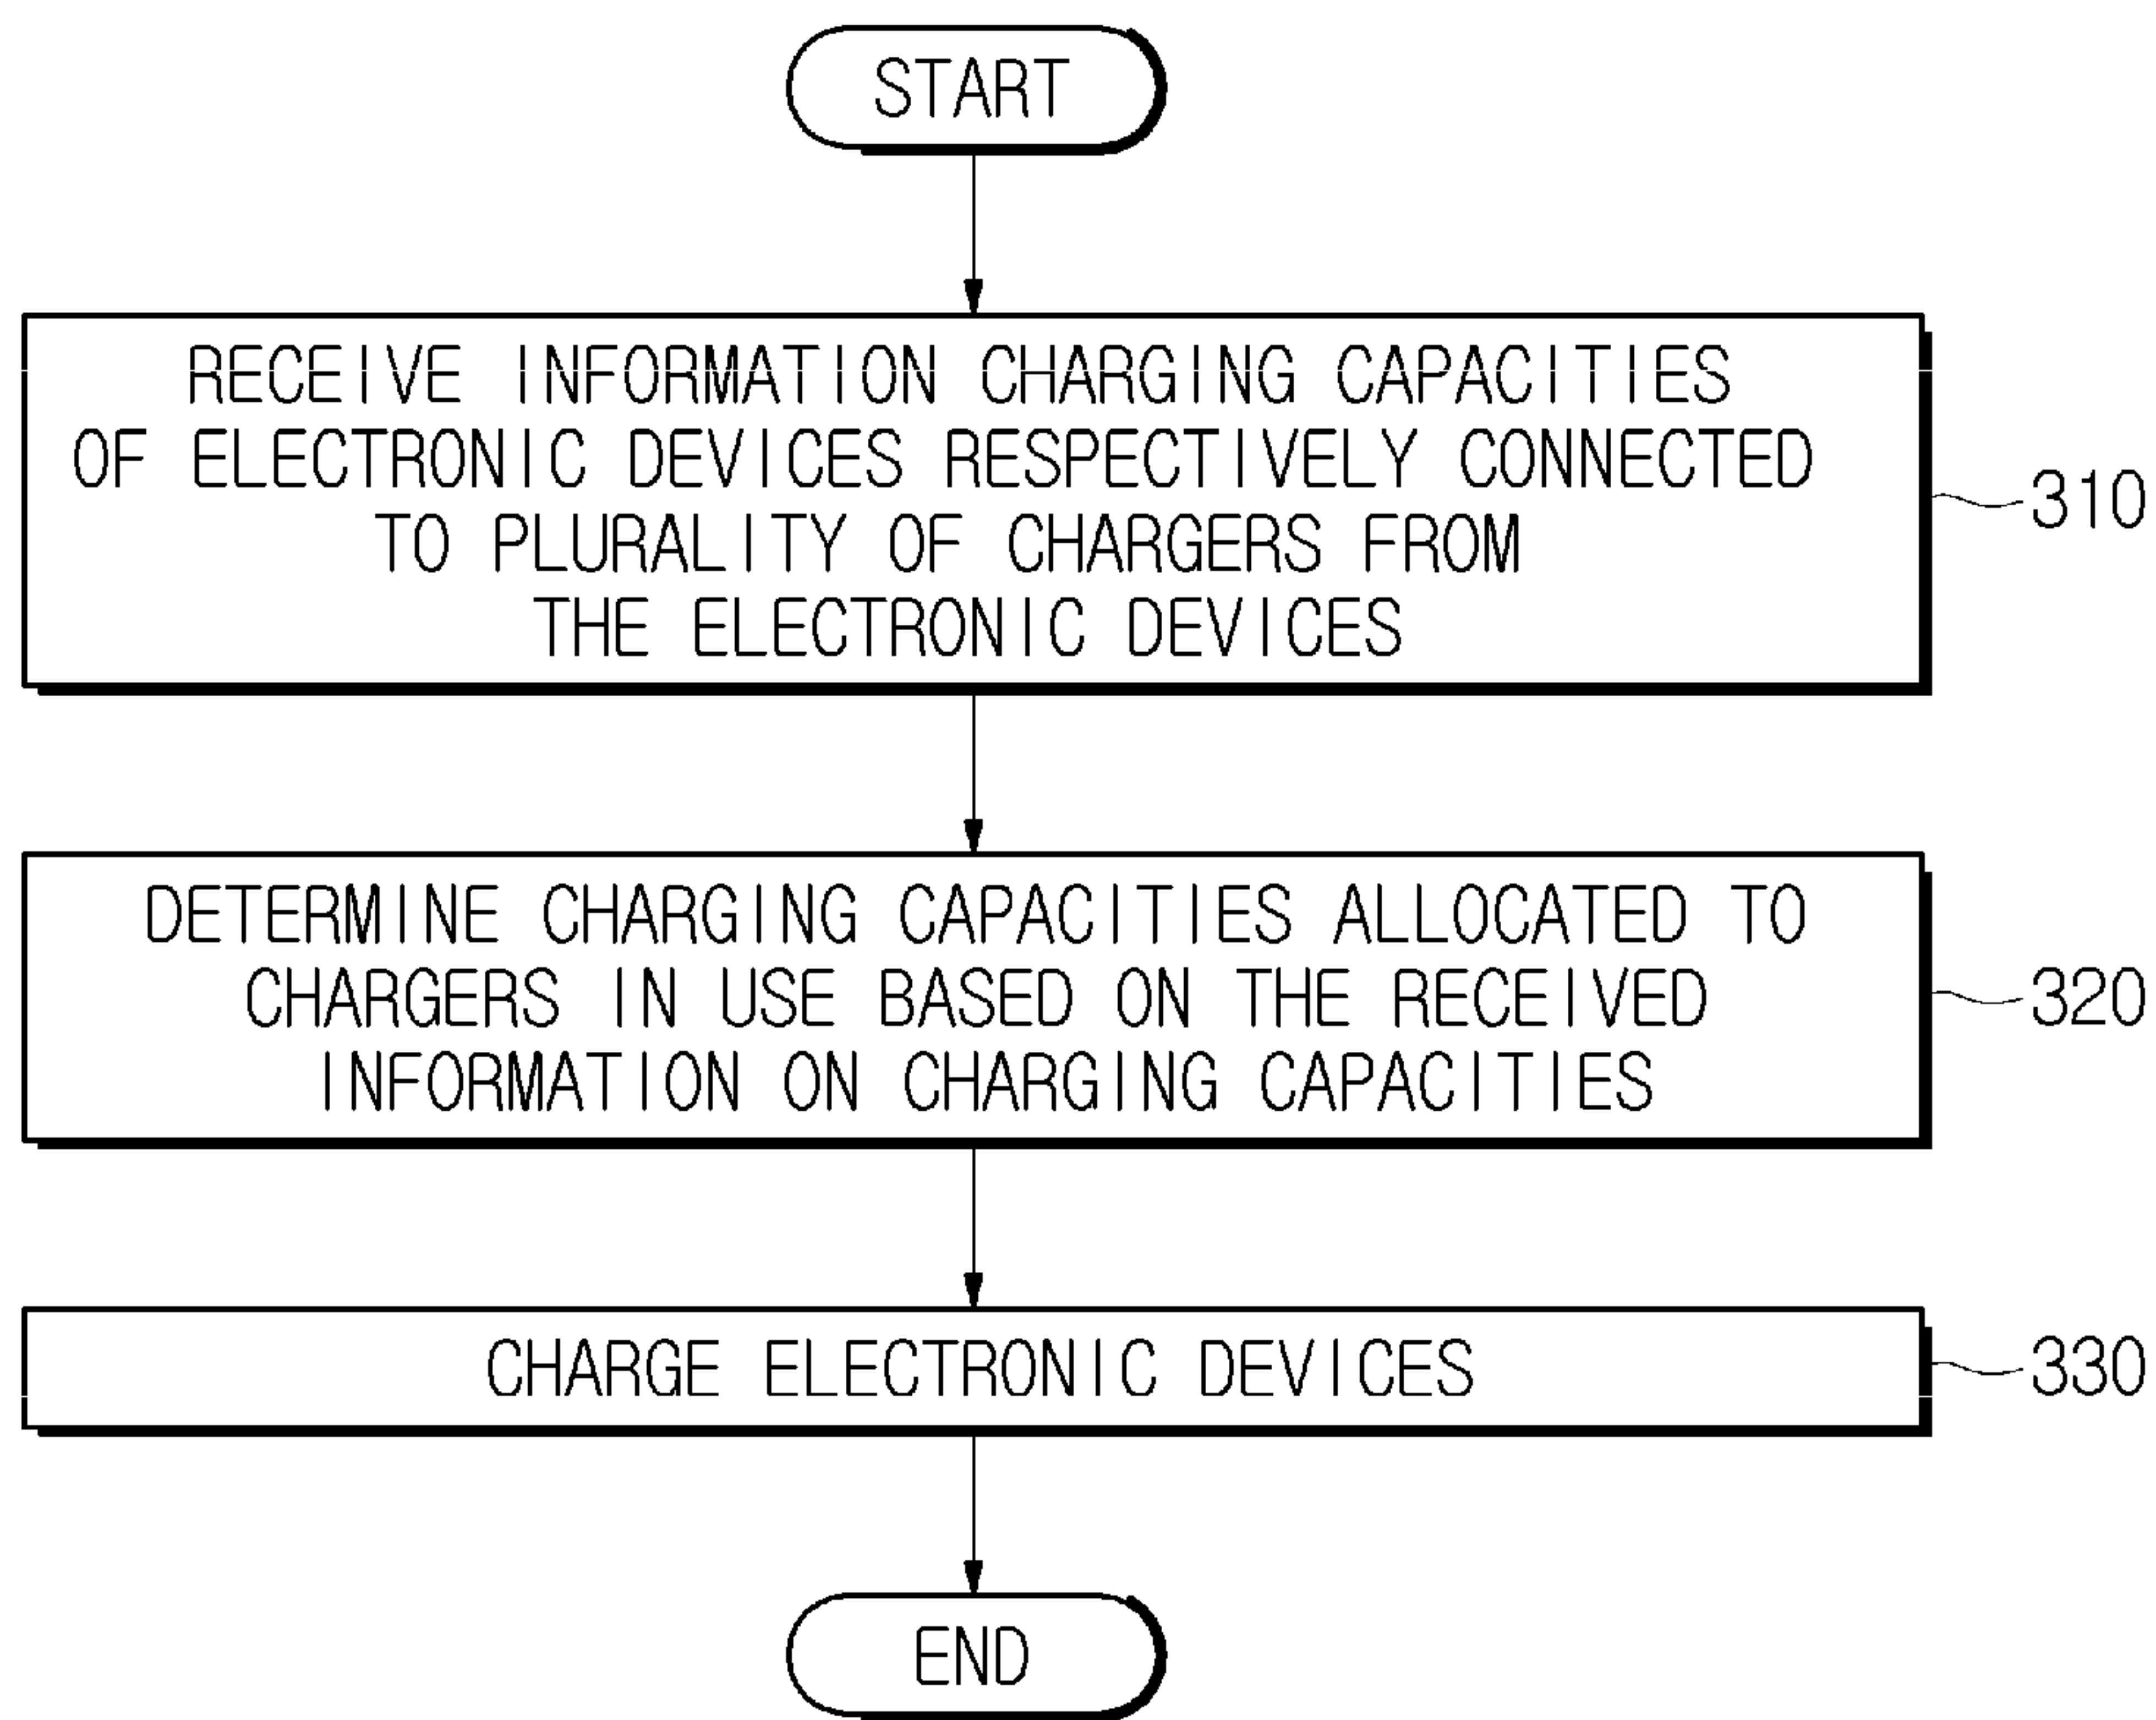 START
RECEIVE INFORMATION CHARGING CAPACITIES
OF ELECTRONIC DEVICES RESPECTIVELY CONNECTED
TO PLURALITY OF CHARGERS FROM
THE ELECTRONIC DEVICES
310
DETERMINE CHARGING CAPACITIES ALLOCATED TO
CHARGERS IN USE BASED ON THE RECEIVED
INFORMATION ON CHARGING CAPACITIES
320
CHARGE ELECTRONIC DEVICES
330
END